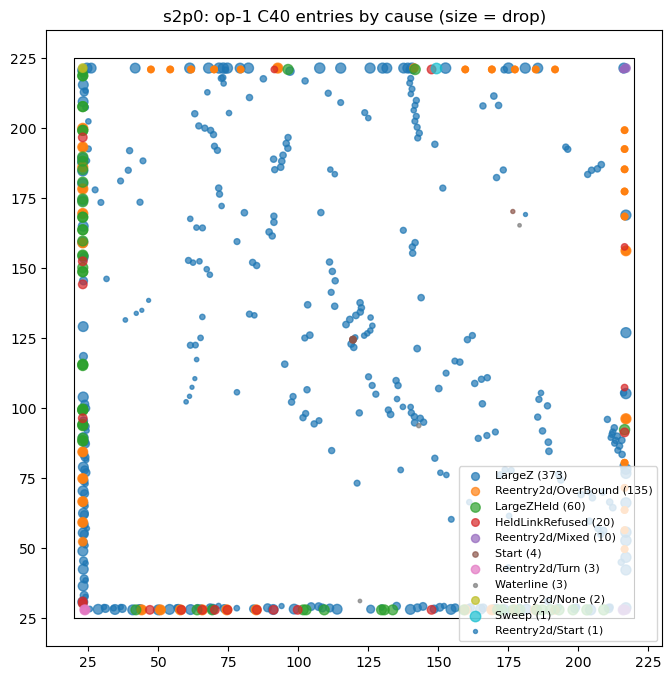 s2p0: op-1 C40 entries by cause (size = drop)
225
200
175
150
125
100
75
50
25
LargeZ (373)
Reentry2d/OverBound (135)
LargeZHeld (60)
HeldLinkRefused (20)
Reentry2d/Mixed (10)
Start (4)
Reentry2d/Turn (3)
Waterline (3)
Reentry2d/None (2)
Sweep (1)
Reentry2d/Start (1)
25 50 75 100 125 150 175 200 225